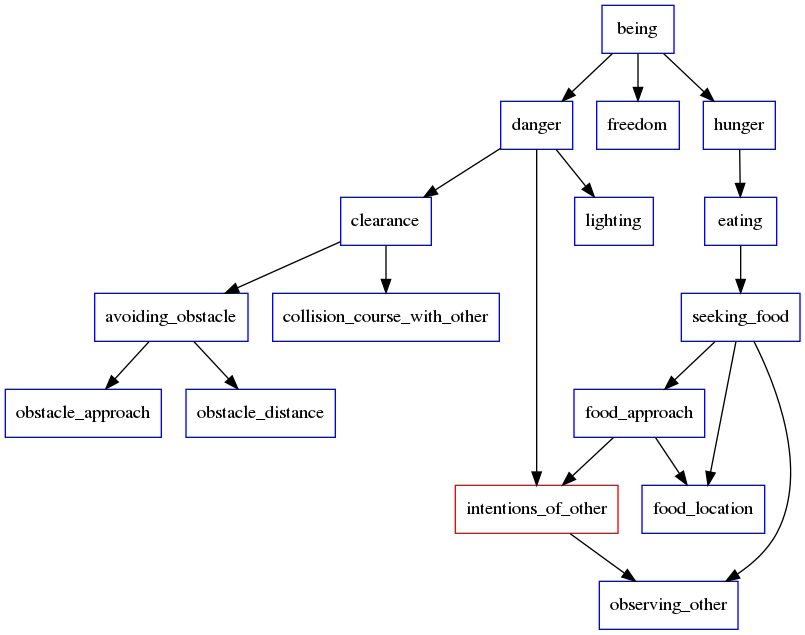 being
danger
freedom
hunger
clearance
lighting
eating
avoiding_obstacle
collision_course_with_other
seeking_food
obstacle_approach
obstacle_distance
food_approach
intentions_of_other
food_location
observing_other